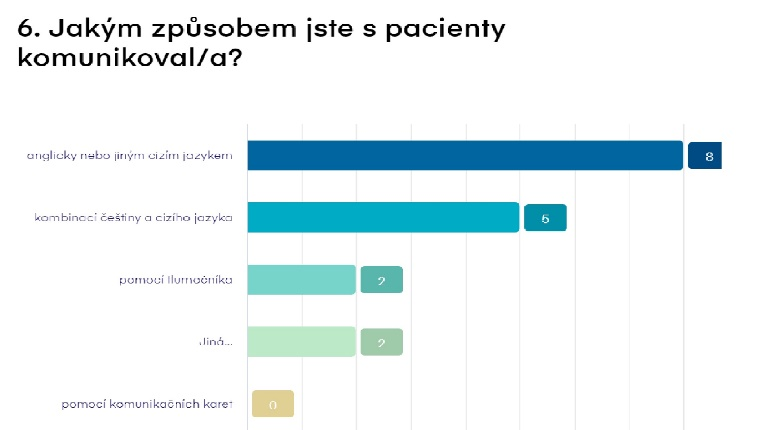 6. Jakým způsobem jste s pacienty
komunikoval/a?
anglicky nebo jiným cizím jazykem
8
kombinací češtiny a cizího jazyka
5
pomocí tlumočníka
2
Jiná...
2
pomocí komunikačních karet
0